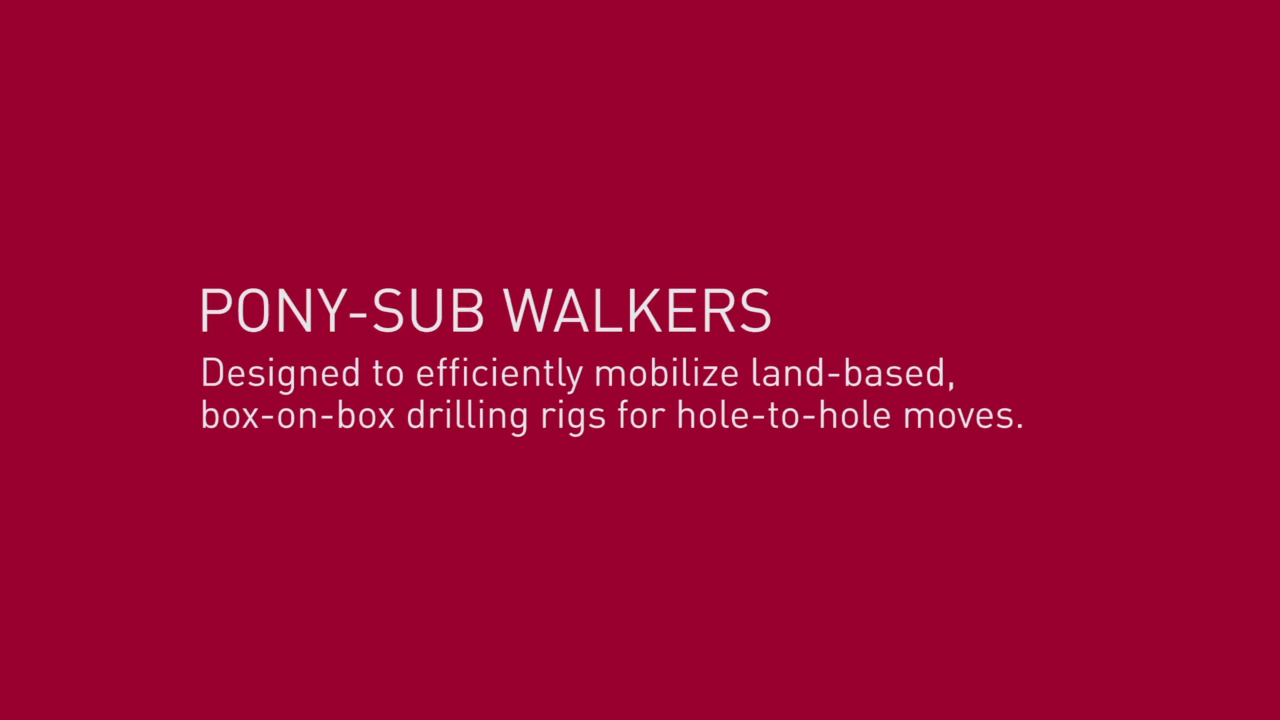 PONY-SUB WALKERS
Designed to efficiently mobilize land-based,
box-on-box drilling rigs for hole-to-hole moves.